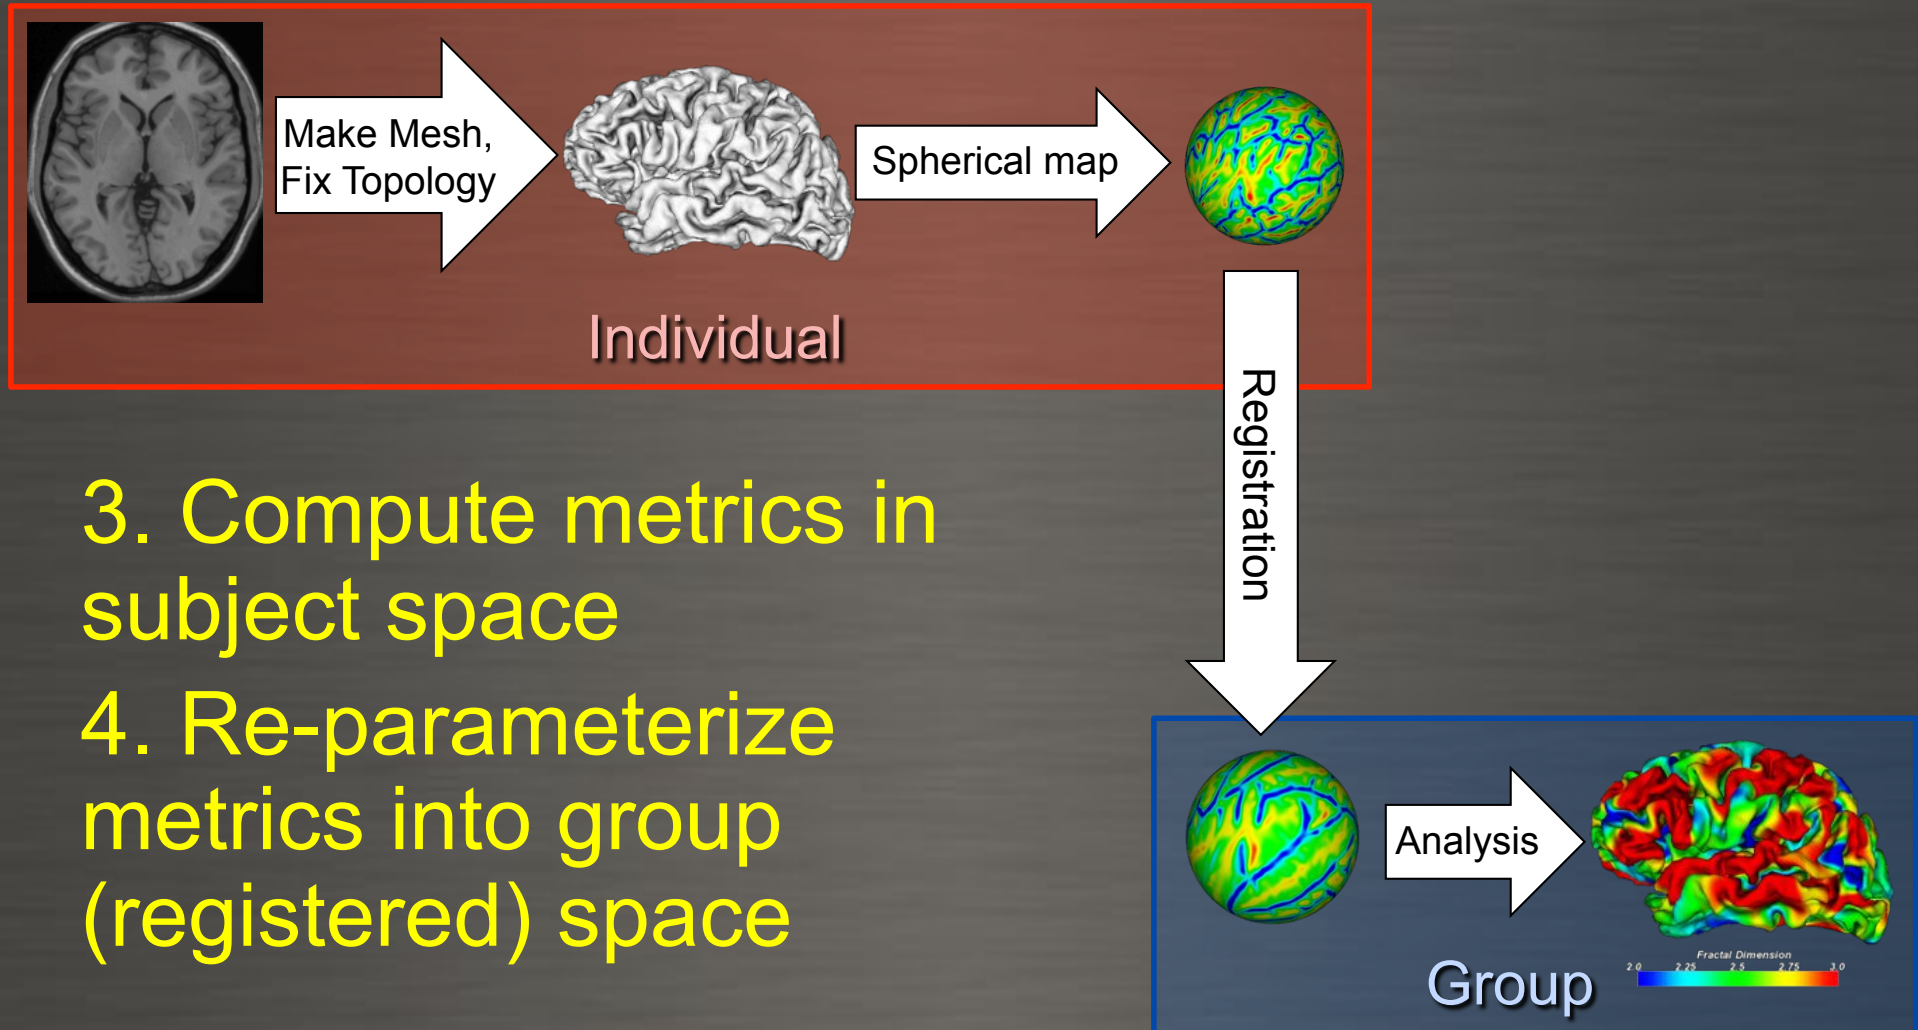 Make Mesh,
Fix Topology
Spherical map
Individual
Registration
3. Compute metrics in
subject space
4. Re-parameterize
metrics into group
(registered) space
Analysis
Fractal Dimension
2.0 2.25 2.5 2.75 3.0
Group